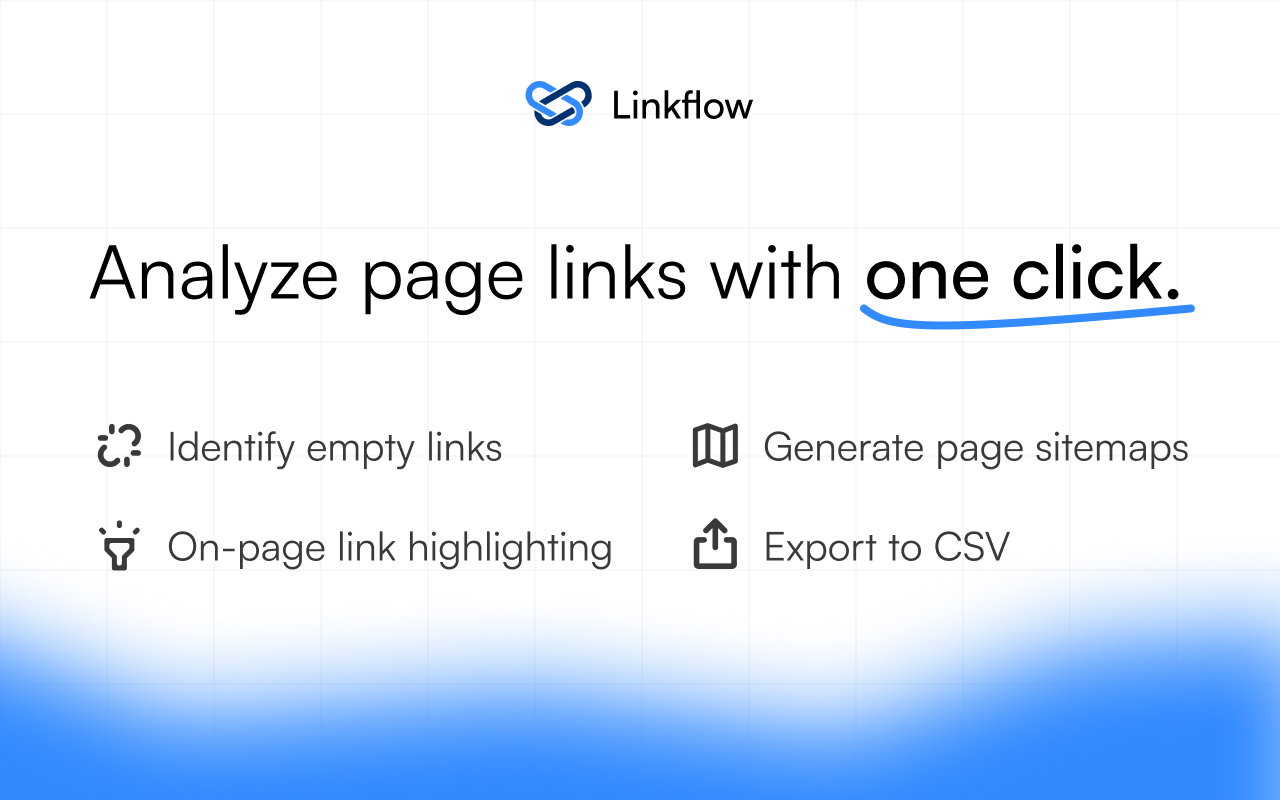 Linkflow
Analyze page links with one click.
Identify empty links
Generate page sitemaps
On-page link highlighting
Export to CSV